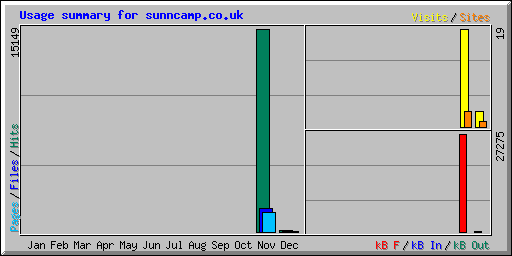 Usage summary for sunncamp.co.uk
Visits/Sites
15149
19
27275
Pages/Files/Hits
Jan Feb Mar Apr May Jun Jul Aug Sep Oct Nov Dec
kB F/kB In/kB Out